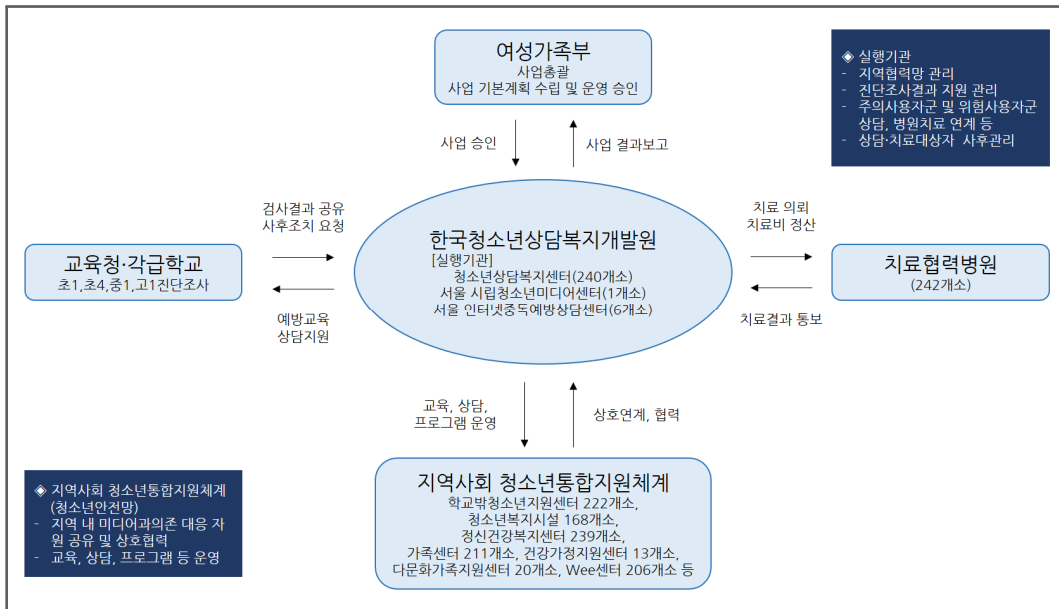 여성가족부
사업총괄
사업 기본계획 수립 및 운영 승인
◈ 실행기관
- 지역협력망 관리
- 진단조사결과 지원 관리
- 주의사용자군 및 위험사용자군
상담, 병원치료 연계 등
- 상담·치료대상자 사후관리
사업 승인
사업 결과보고
검사결과 공유
사후조치 요청
치료 의뢰
치료비 정산
교육청·각급학교
초1,초4,중1,고1진단조사
한국청소년상담복지개발원
[실행기관]
청소년상담복지센터(240개소)
서울 시립청소년미디어센터(1개소)
서울 인터넷중독예방상담센터(6개소)
치료협력병원
(242개소)
예방교육
상담지원
치료결과 통보
교육, 상담,
프로그램 운영
상호연계, 협력
◈ 지역사회 청소년통합지원체계
(청소년안전망)
- 지역 내 미디어과의존 대응 자
원 공유 및 상호협력
- 교육, 상담, 프로그램 등 운영
지역사회 청소년통합지원체계
학교밖청소년지원센터 222개소,
청소년복지시설 168개소,
정신건강복지센터 239개소,
가족센터 211개소, 건강가정지원센터 13개소,
다문화가족지원센터 20개소, Wee센터 206개소 등